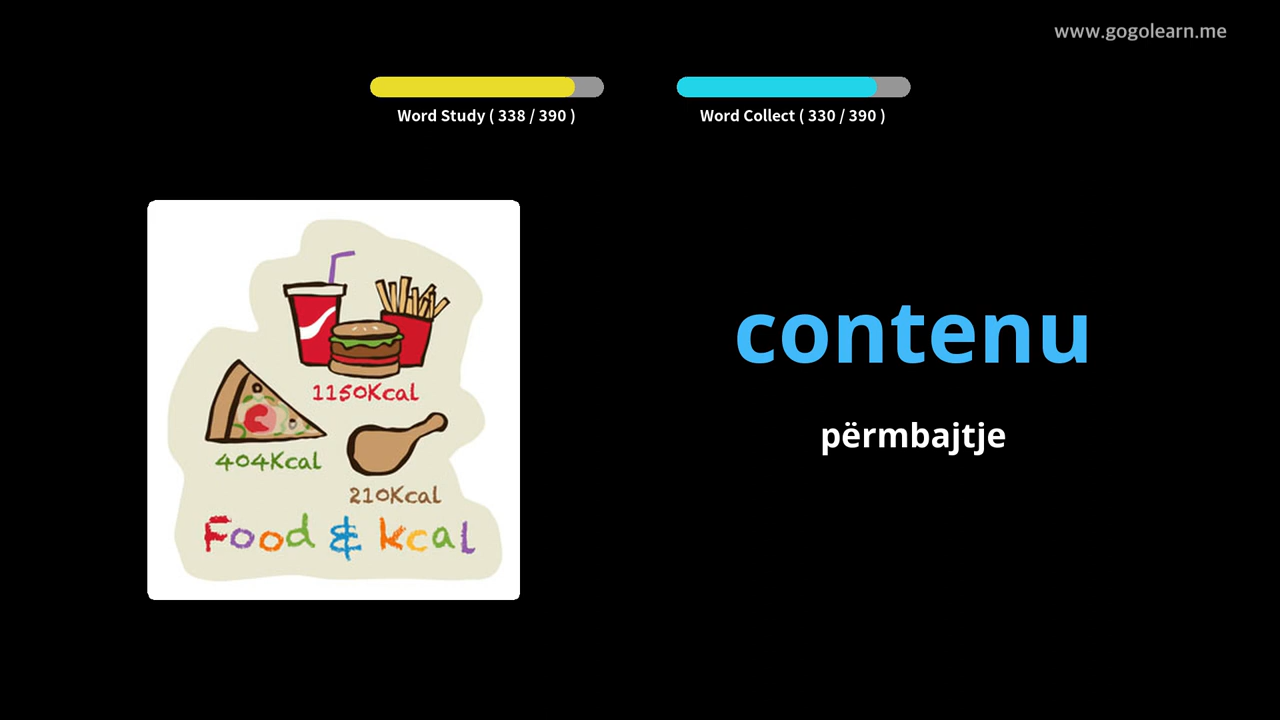 www.gogolearn.me
Word Study ( 338 / 390 )
Word Collect ( 330 / 390 )
1150Kcal
404Kcal
210Kcal
Food & kcal
contenu
përmbajtje